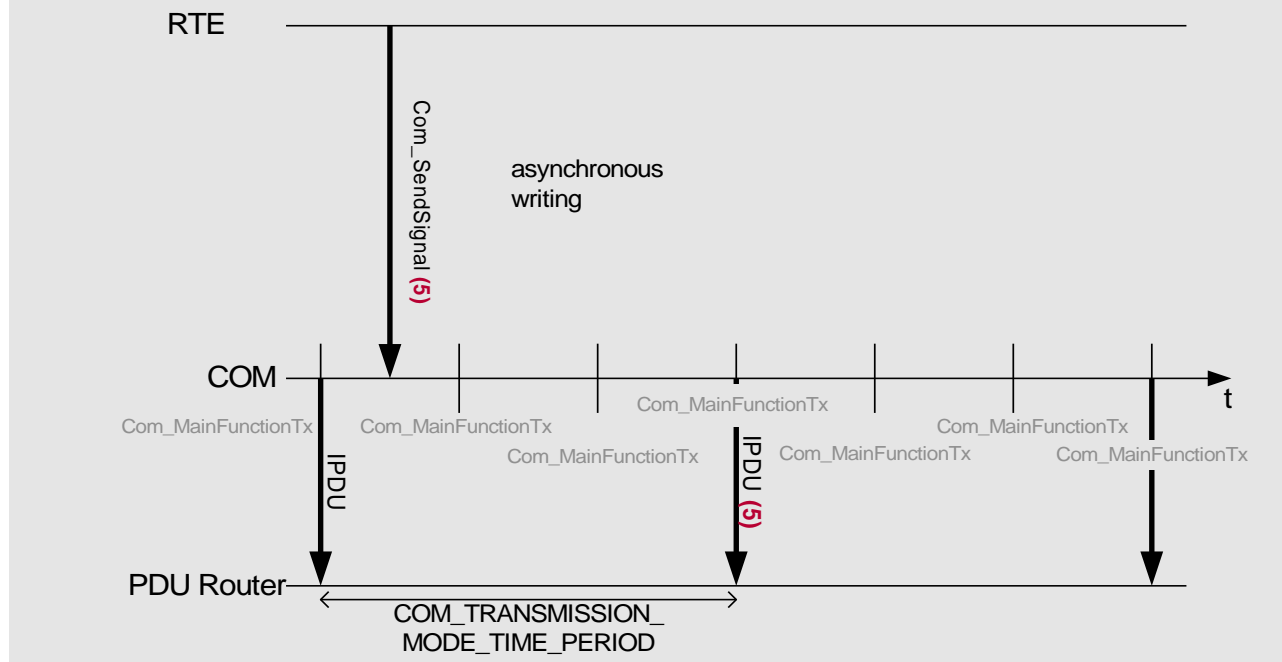 RTE
Com_SendSignal (5)
asynchronous
writing
COM
t
Com_MainFunctionTx
Com_MainFunctionTx
Com_MainFunctionTx
Com_MainFunctionTx
Com_MainFunctionTx
Com_MainFunctionTx
Com_MainFunctionTx
IPDU
IPDU (5)
PDU Router
COM_TRANSMISSION_
MODE_TIME_PERIOD